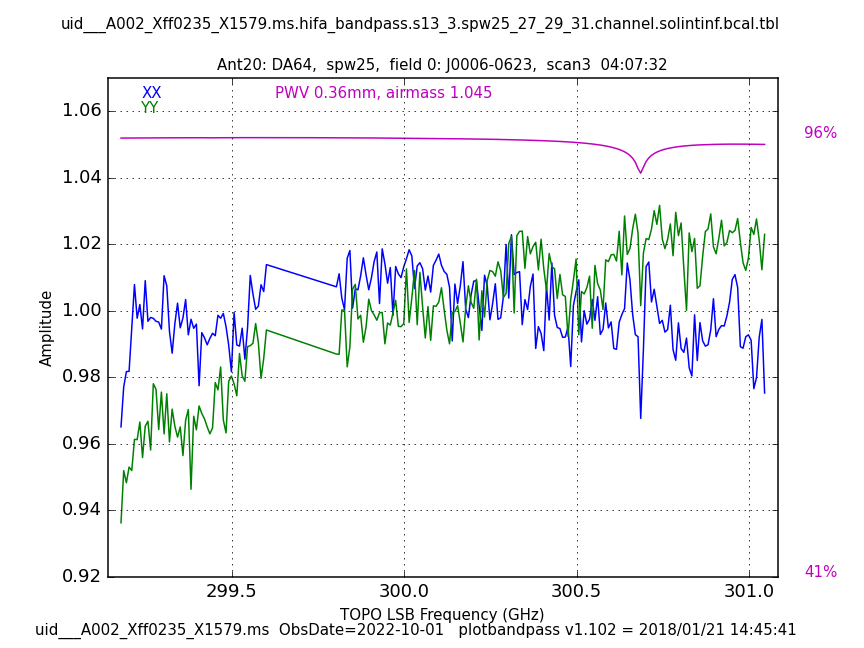 uid___A002_Xff0235_X1579.ms.hifa_bandpass.s13_3.spw25_27_29_31.channel.solintinf.bcal.tbl
Ant20: DA64,  spw25,  field 0: J0006-0623,  scan3  04:07:32
XX
PWV 0.36mm, airmass 1.045
YY
1.06
96%
1.04
1.02
1.00
0.98
0.96
0.94
0.92
41%
Amplitude
299.5 300.0 300.5 301.0
TOPO LSB Frequency (GHz)
uid___A002_Xff0235_X1579.ms  ObsDate=2022-10-01   plotbandpass v1.102 = 2018/01/21 14:45:41